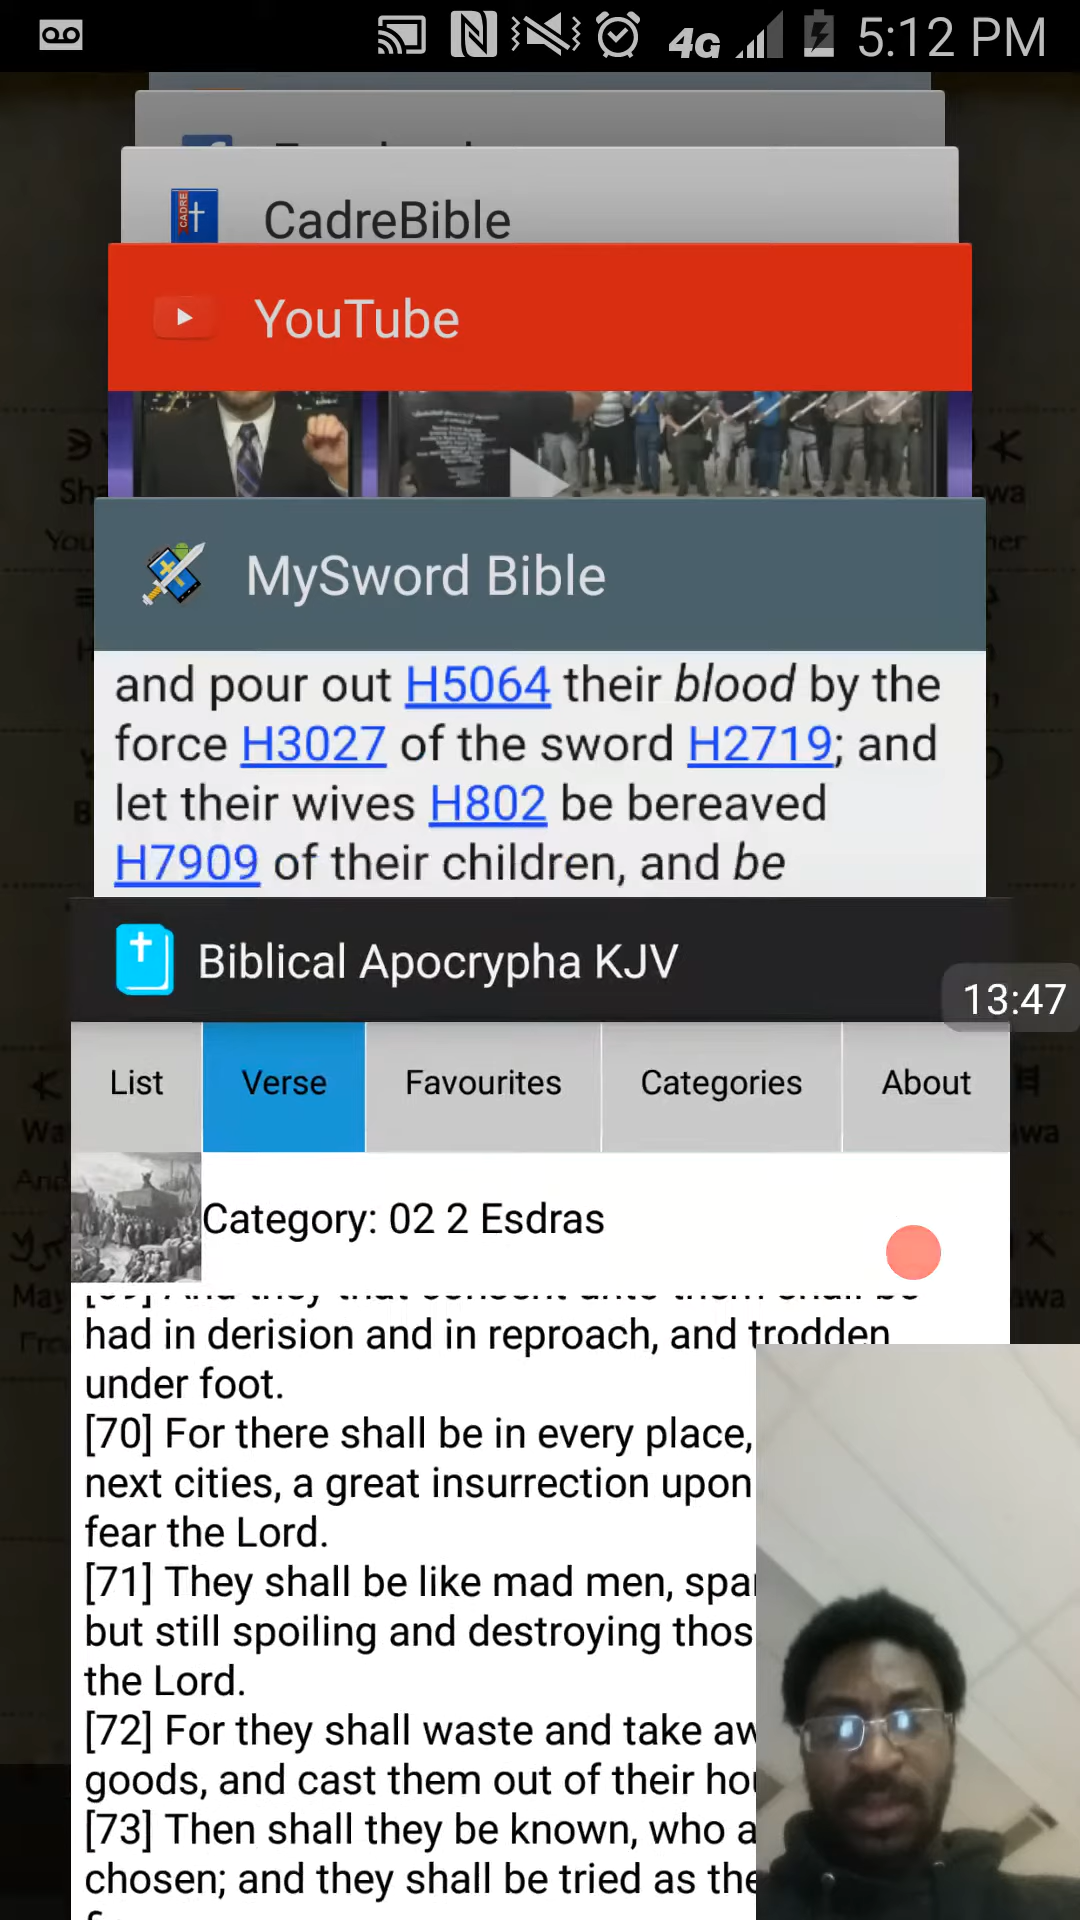 4G 5:12 PM
CadreBible
YouTube
MySword Bible
and pour out H5064 their blood by the
force H3027 of the sword H2719; and
let their wives H802 be bereaved
H7909 of their children, and be
Biblical Apocrypha KJV
13:47
List Verse Favourites Categories About
Category: 02 2 Esdras
had in derision and in reproach, and trodden
under foot.
[70] For there shall be in every place,
next cities, a great insurrection upon
fear the Lord.
[71] They shall be like mad men,
but still spoiling and destroying
the Lord.
[72] For they shall waste and take
goods, and cast them out of their
[73] Then shall they be known, who
chosen; and they shall be tried as